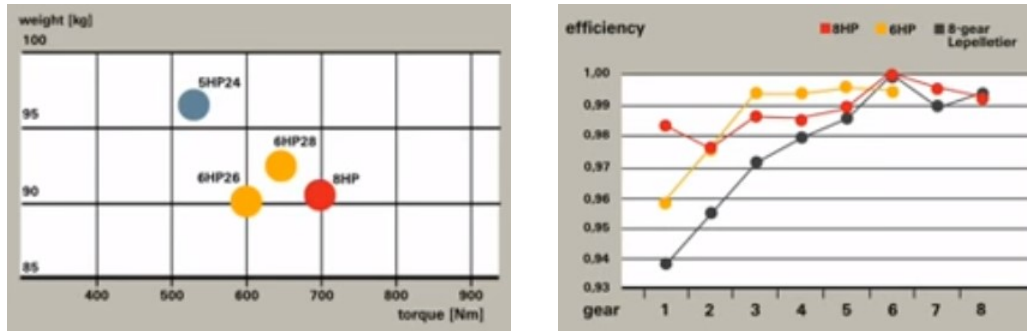 weight [kg]
100
5HP24
95
6HP28
6HP26
8HP
90
85
400 500 600 700 800 900
torque [Nm]
efficiency
8HP 6HP 8-gear
Lepelletier
1,00
0,99
0,98
0,97
0,96
0,95
0,94
0,93
gear 1 2 3 4 5 6 7 8